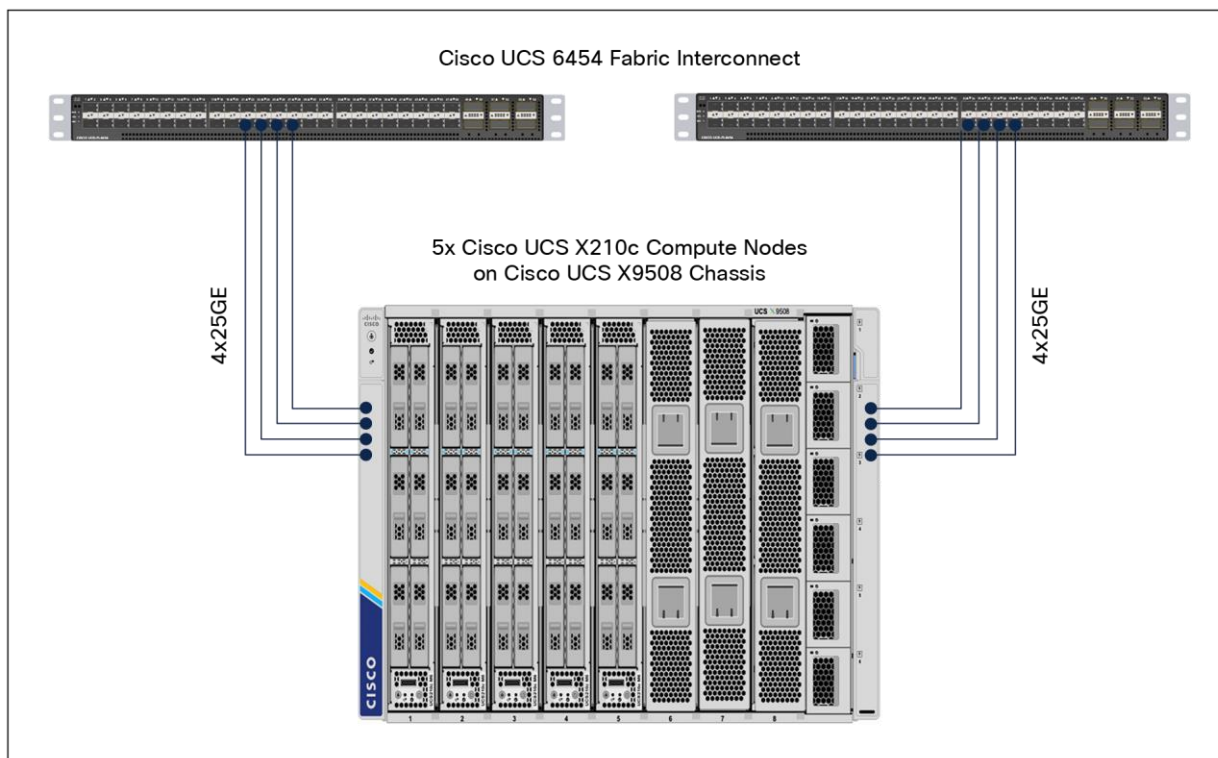 Cisco UCS 6454 Fabric Interconnect
5x Cisco UCS X210c Compute Nodes
on Cisco UCS X9508 Chassis
4x25GE
4x25GE
CISCO
UCS X9508
CISCO
1 2 3 4 5 6 7 8